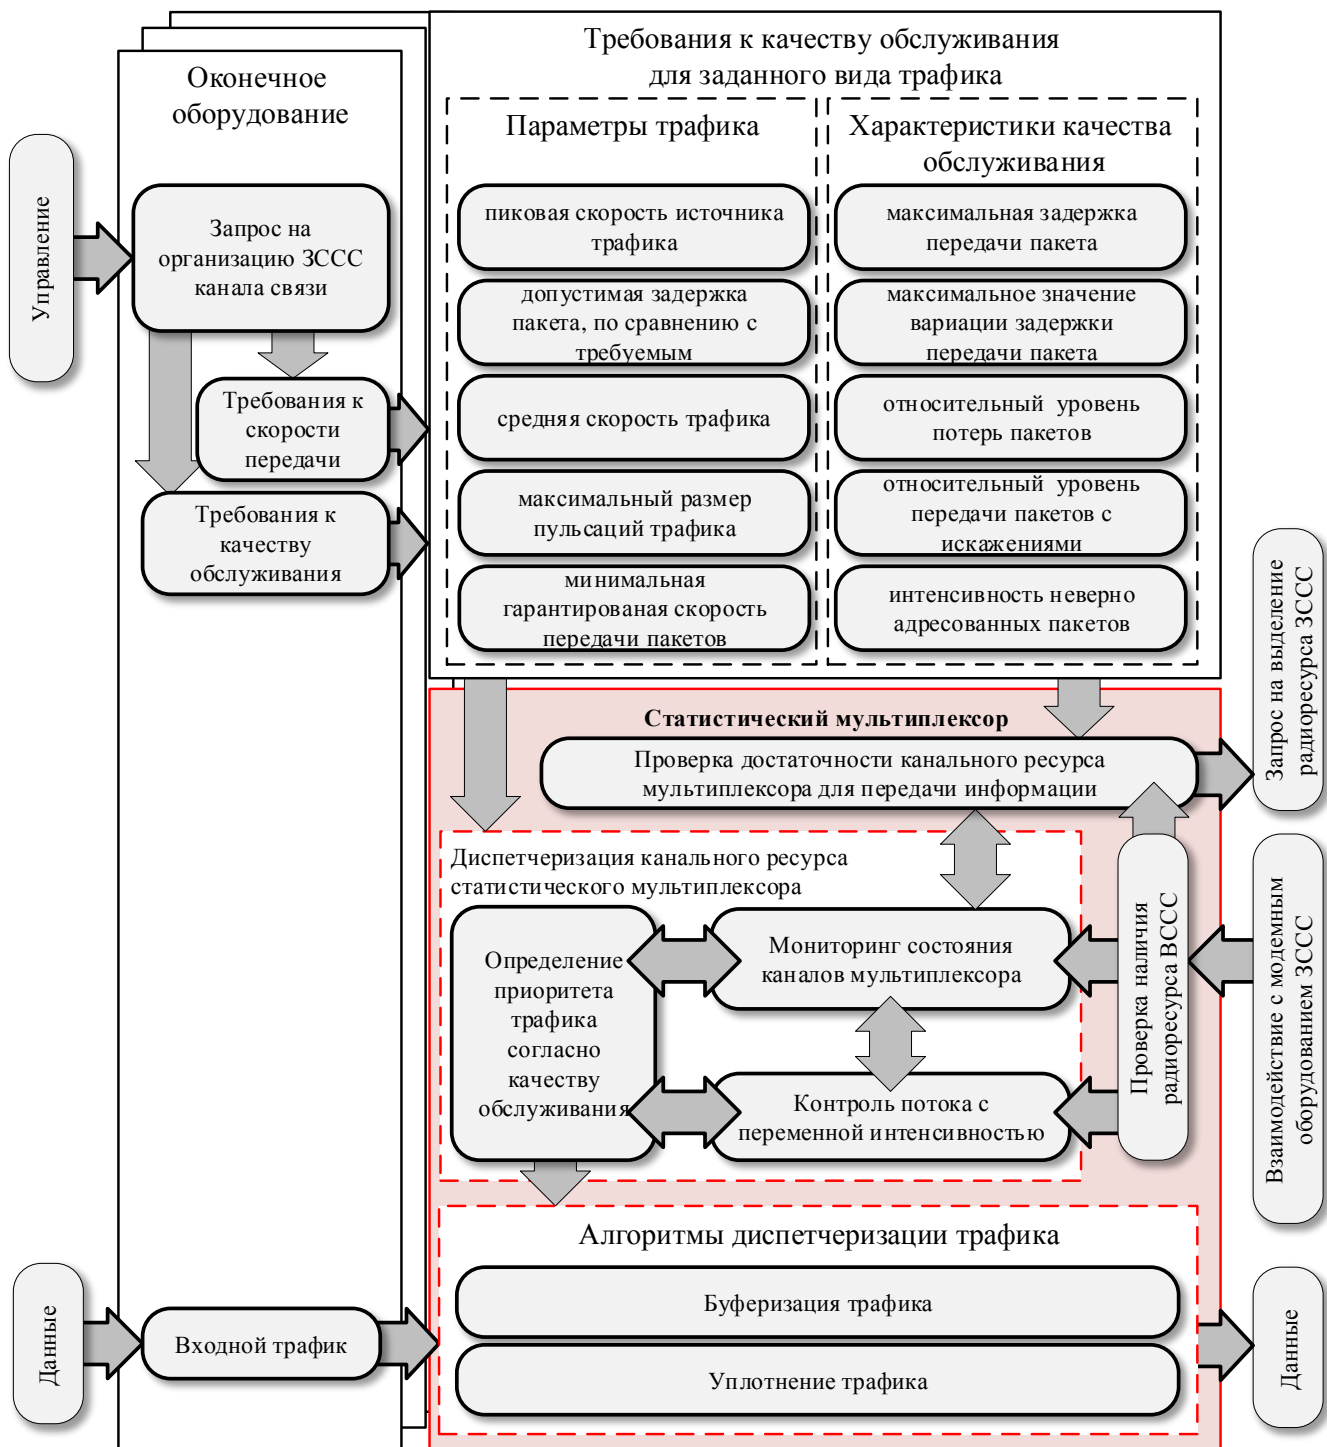 Требования к качеству обслуживания
для заданного вида трафика
Оконечное
оборудование
Параметры трафика
Характеристики качества
обслуживания
Управление
Запрос на
организацию ЗССС
канала связи
Требования к
скорости
передачи
Требования к
качеству
обслуживания
пиковая скорость источника
трафика
допустимая задержка
пакета, по сравнению с
требуемым
средняя скорость трафика
максимальный размер
пульсаций трафика
минимальная
гарантированая скорость
передачи пакетов
максимальная задержка
передачи пакета
максимальное значение
вариации задержки
передачи пакета
относительный уровень
потерь пакетов
относительный уровень
передачи пакетов с
искажениями
интенсивность неверно
адресованных пакетов
Запрос на выделение
радиоресурса ЗССС
Статистический мультиплексор
Проверка достаточности канального ресурса
мультиплексора для передачи информации
Диспетчеризация канального ресурса
статистического мультиплексора
Определение
приоритета
трафика
согласно
качеству
обслуживания
Мониторинг состояния
каналов мультиплексора
Контроль потока с
переменной интенсивностью
Проверка наличия
радиоресурса ВССС
Взаимодействие с модемным
оборудованием ЗССС
Алгоритмы диспетчеризации трафика
Буферизация трафика
Уплотнение трафика
Данные
Входной трафик
Данные